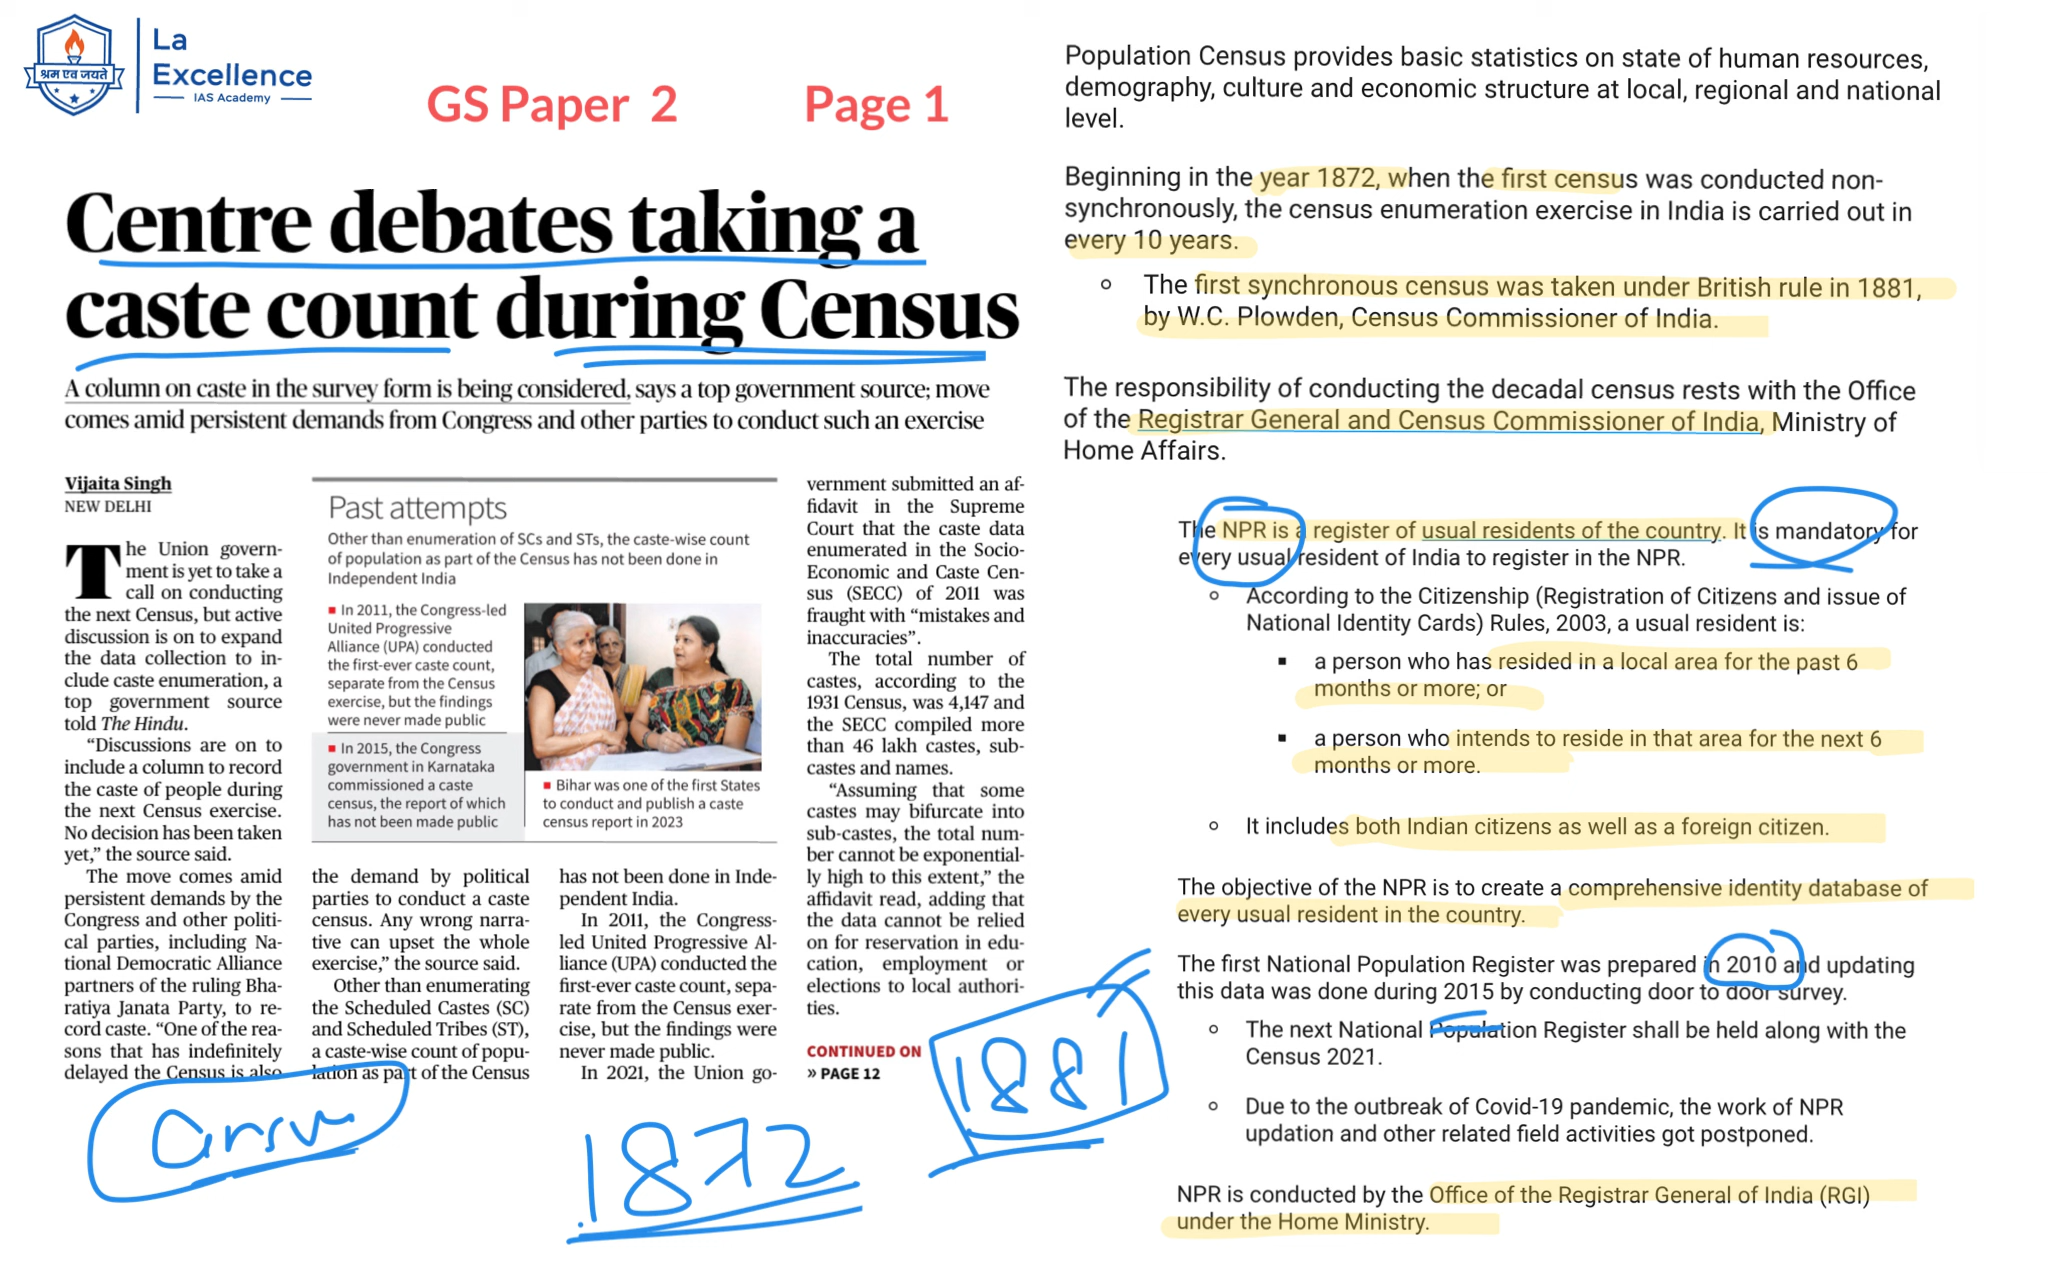 श्रम एव जयते
La
Excellence
IAS Academy
GS Paper 2
Page 1
Centre debates taking a
caste count during Census
A column on caste in the survey form is being considered, says a top government source; move
comes amid persistent demands from Congress and other parties to conduct such an exercise
Vijaita Singh
NEW DELHI
The Union govern-
ment is yet to take a
call on conducting
the next Census, but active
discussion is on to expand
the data collection to in-
clude caste enumeration, a
top government source
told The Hindu.
"Discussions are on to
include a column to record
the caste of people during
the next Census exercise.
No decision has been taken
yet," the source said.
The move comes amid
persistent demands by the
Congress and other politi-
cal parties, including Na-
tional Democratic Alliance
partners of the ruling Bha-
ratiya Janata Party, to re-
cord caste. "One of the rea-
sons that has indefinitely
delayed the Census is also
Past attempts
Other than enumeration of SCs and STs, the caste-wise count
of population as part of the Census has not been done in
Independent India
In 2011, the Congress-led
United Progressive
Alliance (UPA) conducted
the first-ever caste count,
separate from the Census
exercise, but the findings
were never made public
In 2015, the Congress
government in Karnataka
commissioned a caste
census, the report of which
has not been made public
Bihar was one of the first States
to conduct and publish a caste
census report in 2023
the demand by political
parties to conduct a caste
census. Any wrong narra-
tive can upset the whole
exercise," the source said.
Other than enumerating
the Scheduled Castes (SC)
and Scheduled Tribes (ST),
a caste-wise count of popu-
lation as part of the Census
has not been done in Inde-
pendent India.
In 2011, the Congress-
led United Progressive Al-
liance (UPA) conducted the
first-ever caste count, sepa-
rate from the Census exer-
cise, but the findings were
never made public.
In 2021, the Union go-
vernment submitted an af-
fidavit in the Supreme
Court that the caste data
enumerated in the Socio-
Economic and Caste Cen-
sus (SECC) of 2011 was
fraught with "mistakes and
inaccuracies".
The total number of
castes, according to the
1931 Census, was 4,147 and
the SECC compiled more
than 46 lakh castes, sub-
castes and names.
"Assuming that some
castes may bifurcate into
sub-castes, the total num-
ber cannot be exponential-
ly high to this extent," the
affidavit read, adding that
the data cannot be relied
on for reservation in edu-
cation, employment or
elections to local authori-
ties.
CONTINUED ON
» PAGE 12
1872
1881
Population Census provides basic statistics on state of human resources,
demography, culture and economic structure at local, regional and national
level.
Beginning in the year 1872, when the first census was conducted non-
synchronously, the census enumeration exercise in India is carried out in
every 10 years.
The first synchronous census was taken under British rule in 1881,
by W.C. Plowden, Census Commissioner of India.
The responsibility of conducting the decadal census rests with the Office
of the Registrar General and Census Commissioner of India, Ministry of
Home Affairs.
The NPR is a register of usual residents of the country. It is mandatory for
every usual resident of India to register in the NPR.
According to the Citizenship (Registration of Citizens and issue of
National Identity Cards) Rules, 2003, a usual resident is:
a person who has resided in a local area for the past 6
months or more; or
a person who intends to reside in that area for the next 6
months or more.
It includes both Indian citizens as well as a foreign citizen.
The objective of the NPR is to create a comprehensive identity database of
every usual resident in the country.
The first National Population Register was prepared in 2010 and updating
this data was done during 2015 by conducting door to door survey.
The next National Population Register shall be held along with the
Census 2021.
Due to the outbreak of Covid-19 pandemic, the work of NPR
updation and other related field activities got postponed.
NPR is conducted by the Office of the Registrar General of India (RGI)
under the Home Ministry.